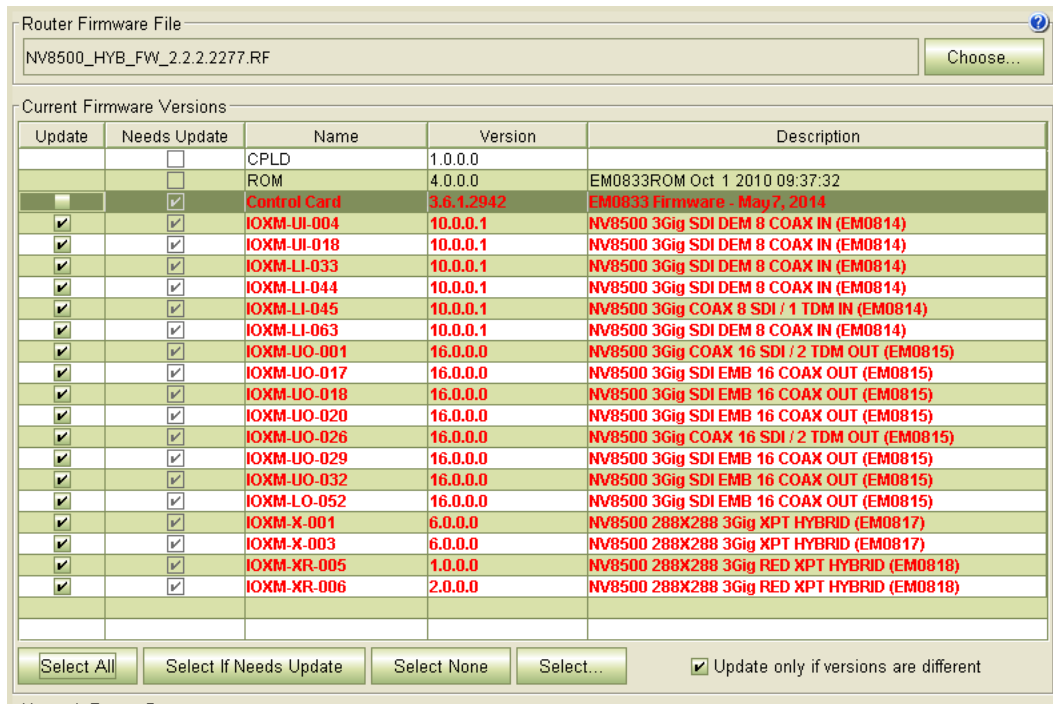 Router Firmware File
NV8500_HYB_FW_2.2.2.2277.RF
Choose...
Current Firmware Versions
Update Needs Update Name Version Description
CPLD 1.0.0.0
ROM 4.0.0.0 EM0833ROM Oct 1 2010 09:37:32
Control Card 3.6.1.2942 EM0833 Firmware - May 7, 2014
IOXM-UI-004 10.0.0.1 NV8500 3Gig SDI DEM 8 COAX IN (EM0814)
IOXM-UI-018 10.0.0.1 NV8500 3Gig SDI DEM 8 COAX IN (EM0814)
IOXM-LI-033 10.0.0.1 NV8500 3Gig SDI DEM 8 COAX IN (EM0814)
IOXM-LI-044 10.0.0.1 NV8500 3Gig SDI DEM 8 COAX IN (EM0814)
IOXM-LI-045 10.0.0.1 NV8500 3Gig COAX 8 SDI / 1 TDM IN (EM0814)
IOXM-LI-063 10.0.0.1 NV8500 3Gig SDI DEM 8 COAX IN (EM0814)
IOXM-UO-001 16.0.0.0 NV8500 3Gig COAX 16 SDI / 2 TDM OUT (EM0815)
IOXM-UO-017 16.0.0.0 NV8500 3Gig SDI EMB 16 COAX OUT (EM0815)
IOXM-UO-018 16.0.0.0 NV8500 3Gig SDI EMB 16 COAX OUT (EM0815)
IOXM-UO-020 16.0.0.0 NV8500 3Gig SDI EMB 16 COAX OUT (EM0815)
IOXM-UO-026 16.0.0.0 NV8500 3Gig COAX 16 SDI / 2 TDM OUT (EM0815)
IOXM-UO-029 16.0.0.0 NV8500 3Gig SDI EMB 16 COAX OUT (EM0815)
IOXM-UO-032 16.0.0.0 NV8500 3Gig SDI EMB 16 COAX OUT (EM0815)
IOXM-LO-052 16.0.0.0 NV8500 3Gig SDI EMB 16 COAX OUT (EM0815)
IOXM-X-001 6.0.0.0 NV8500 288X288 3Gig XPT HYBRID (EM0817)
IOXM-X-003 6.0.0.0 NV8500 288X288 3Gig XPT HYBRID (EM0817)
IOXM-XR-005 1.0.0.0 NV8500 288X288 3Gig RED XPT HYBRID (EM0818)
IOXM-XR-006 2.0.0.0 NV8500 288X288 3Gig RED XPT HYBRID (EM0818)
Select All Select If Needs Update Select None Select... Update only if versions are different